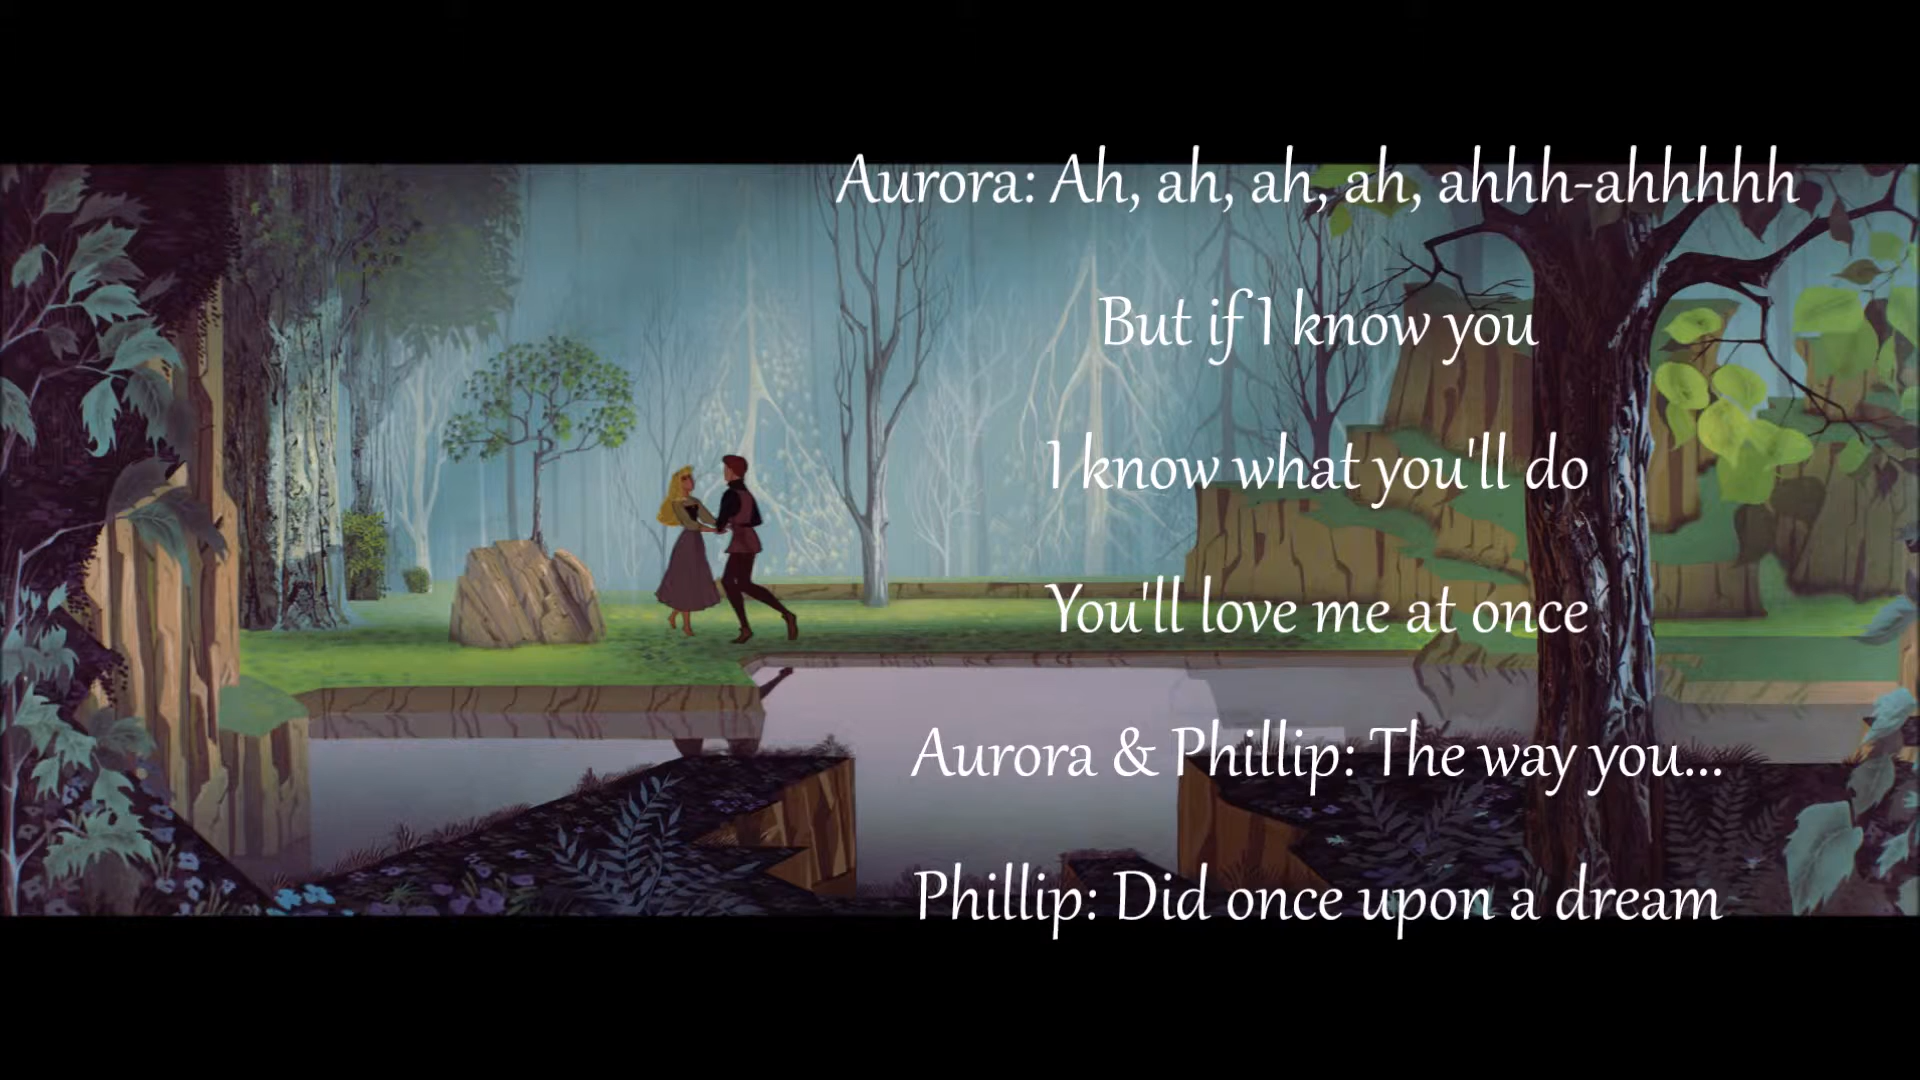 Aurora: Ah, ah, ah, ah, ahhh-ahhhhh
But if I know you
I know what you'll do
You'll love me at once
Aurora & Phillip: The way you...
Phillip: Did once upon a dream